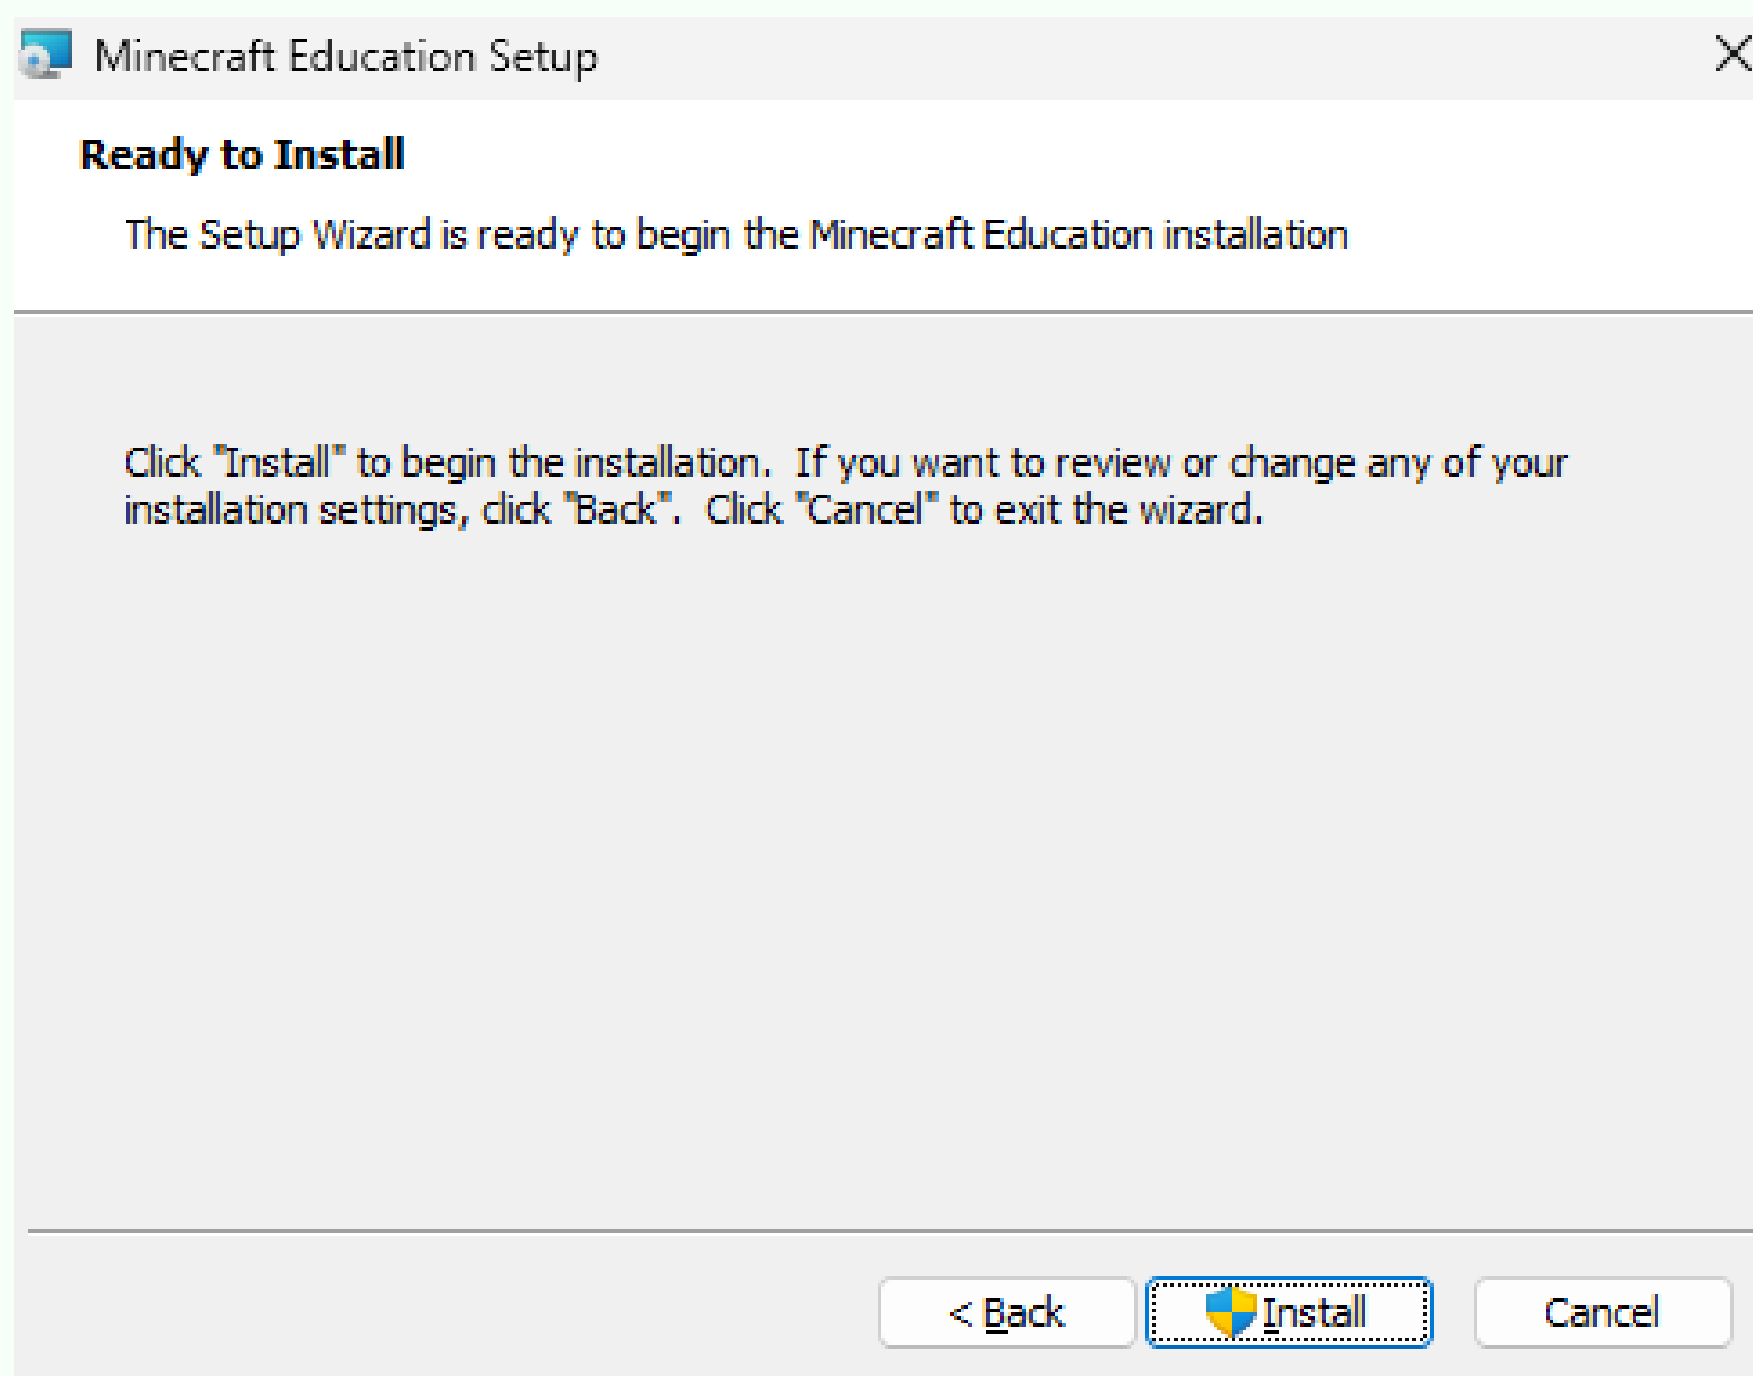 Minecraft Education Setup
Ready to Install
The Setup Wizard is ready to begin the Minecraft Education installation
Click "Install" to begin the installation.  If you want to review or change any of your
installation settings, click "Back".  Click "Cancel" to exit the wizard.
< Back
Install
Cancel